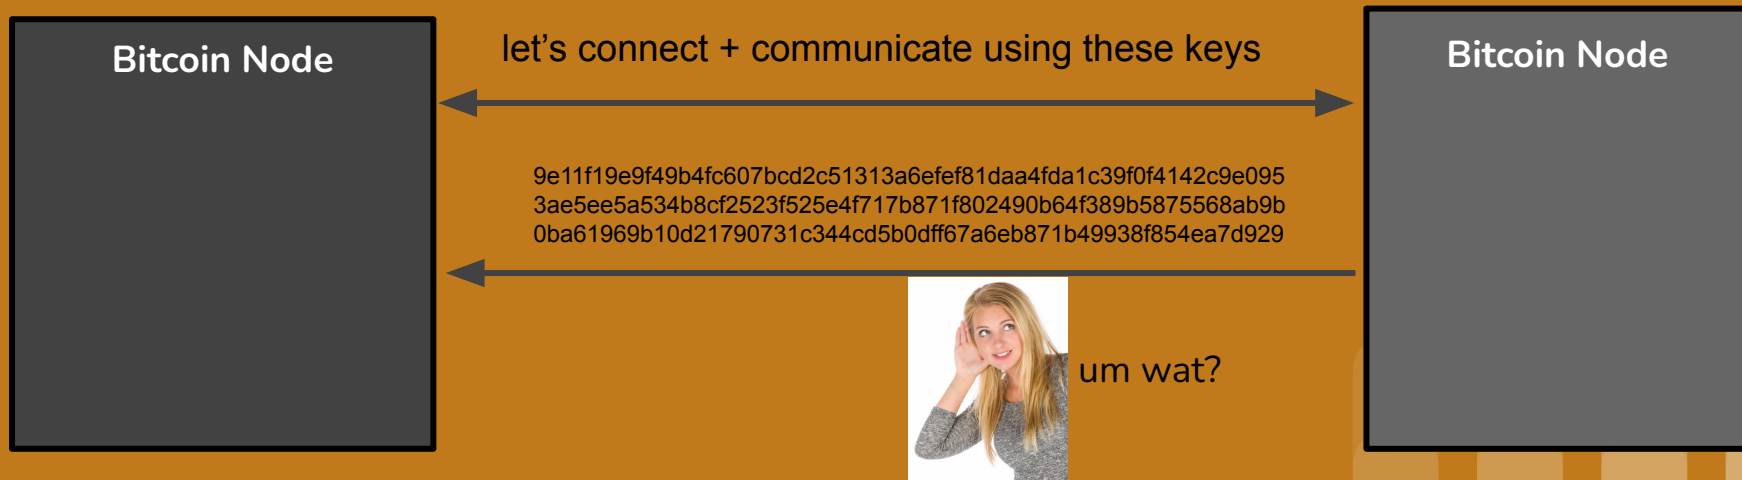 Bitcoin Node
let's connect + communicate using these keys
Bitcoin Node
9e11f19e9f49b4fc607bcd2c51313a6efef81daa4fda1c39f0f4142c9e095
3ae5ee5a534b8cf2523f525e4f717b871f802490b64f389b5875568ab9b
0ba61969b10d21790731c344cd5b0dff67a6eb871b49938f854ea7d929
um wat?